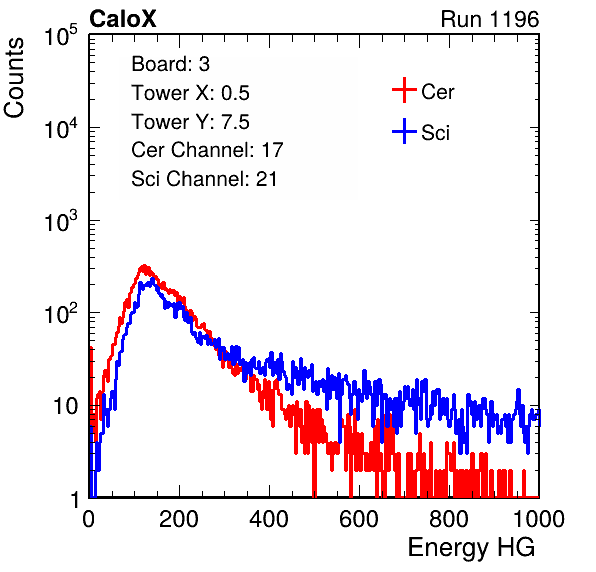 CaloX Run 1196
Counts
10^5
10^4
10^3
10^2
10
1
Board: 3
Tower X: 0.5
Tower Y: 7.5
Cer Channel: 17
Sci Channel: 21
Cer
Sci
0 200 400 600 800 1000
Energy HG